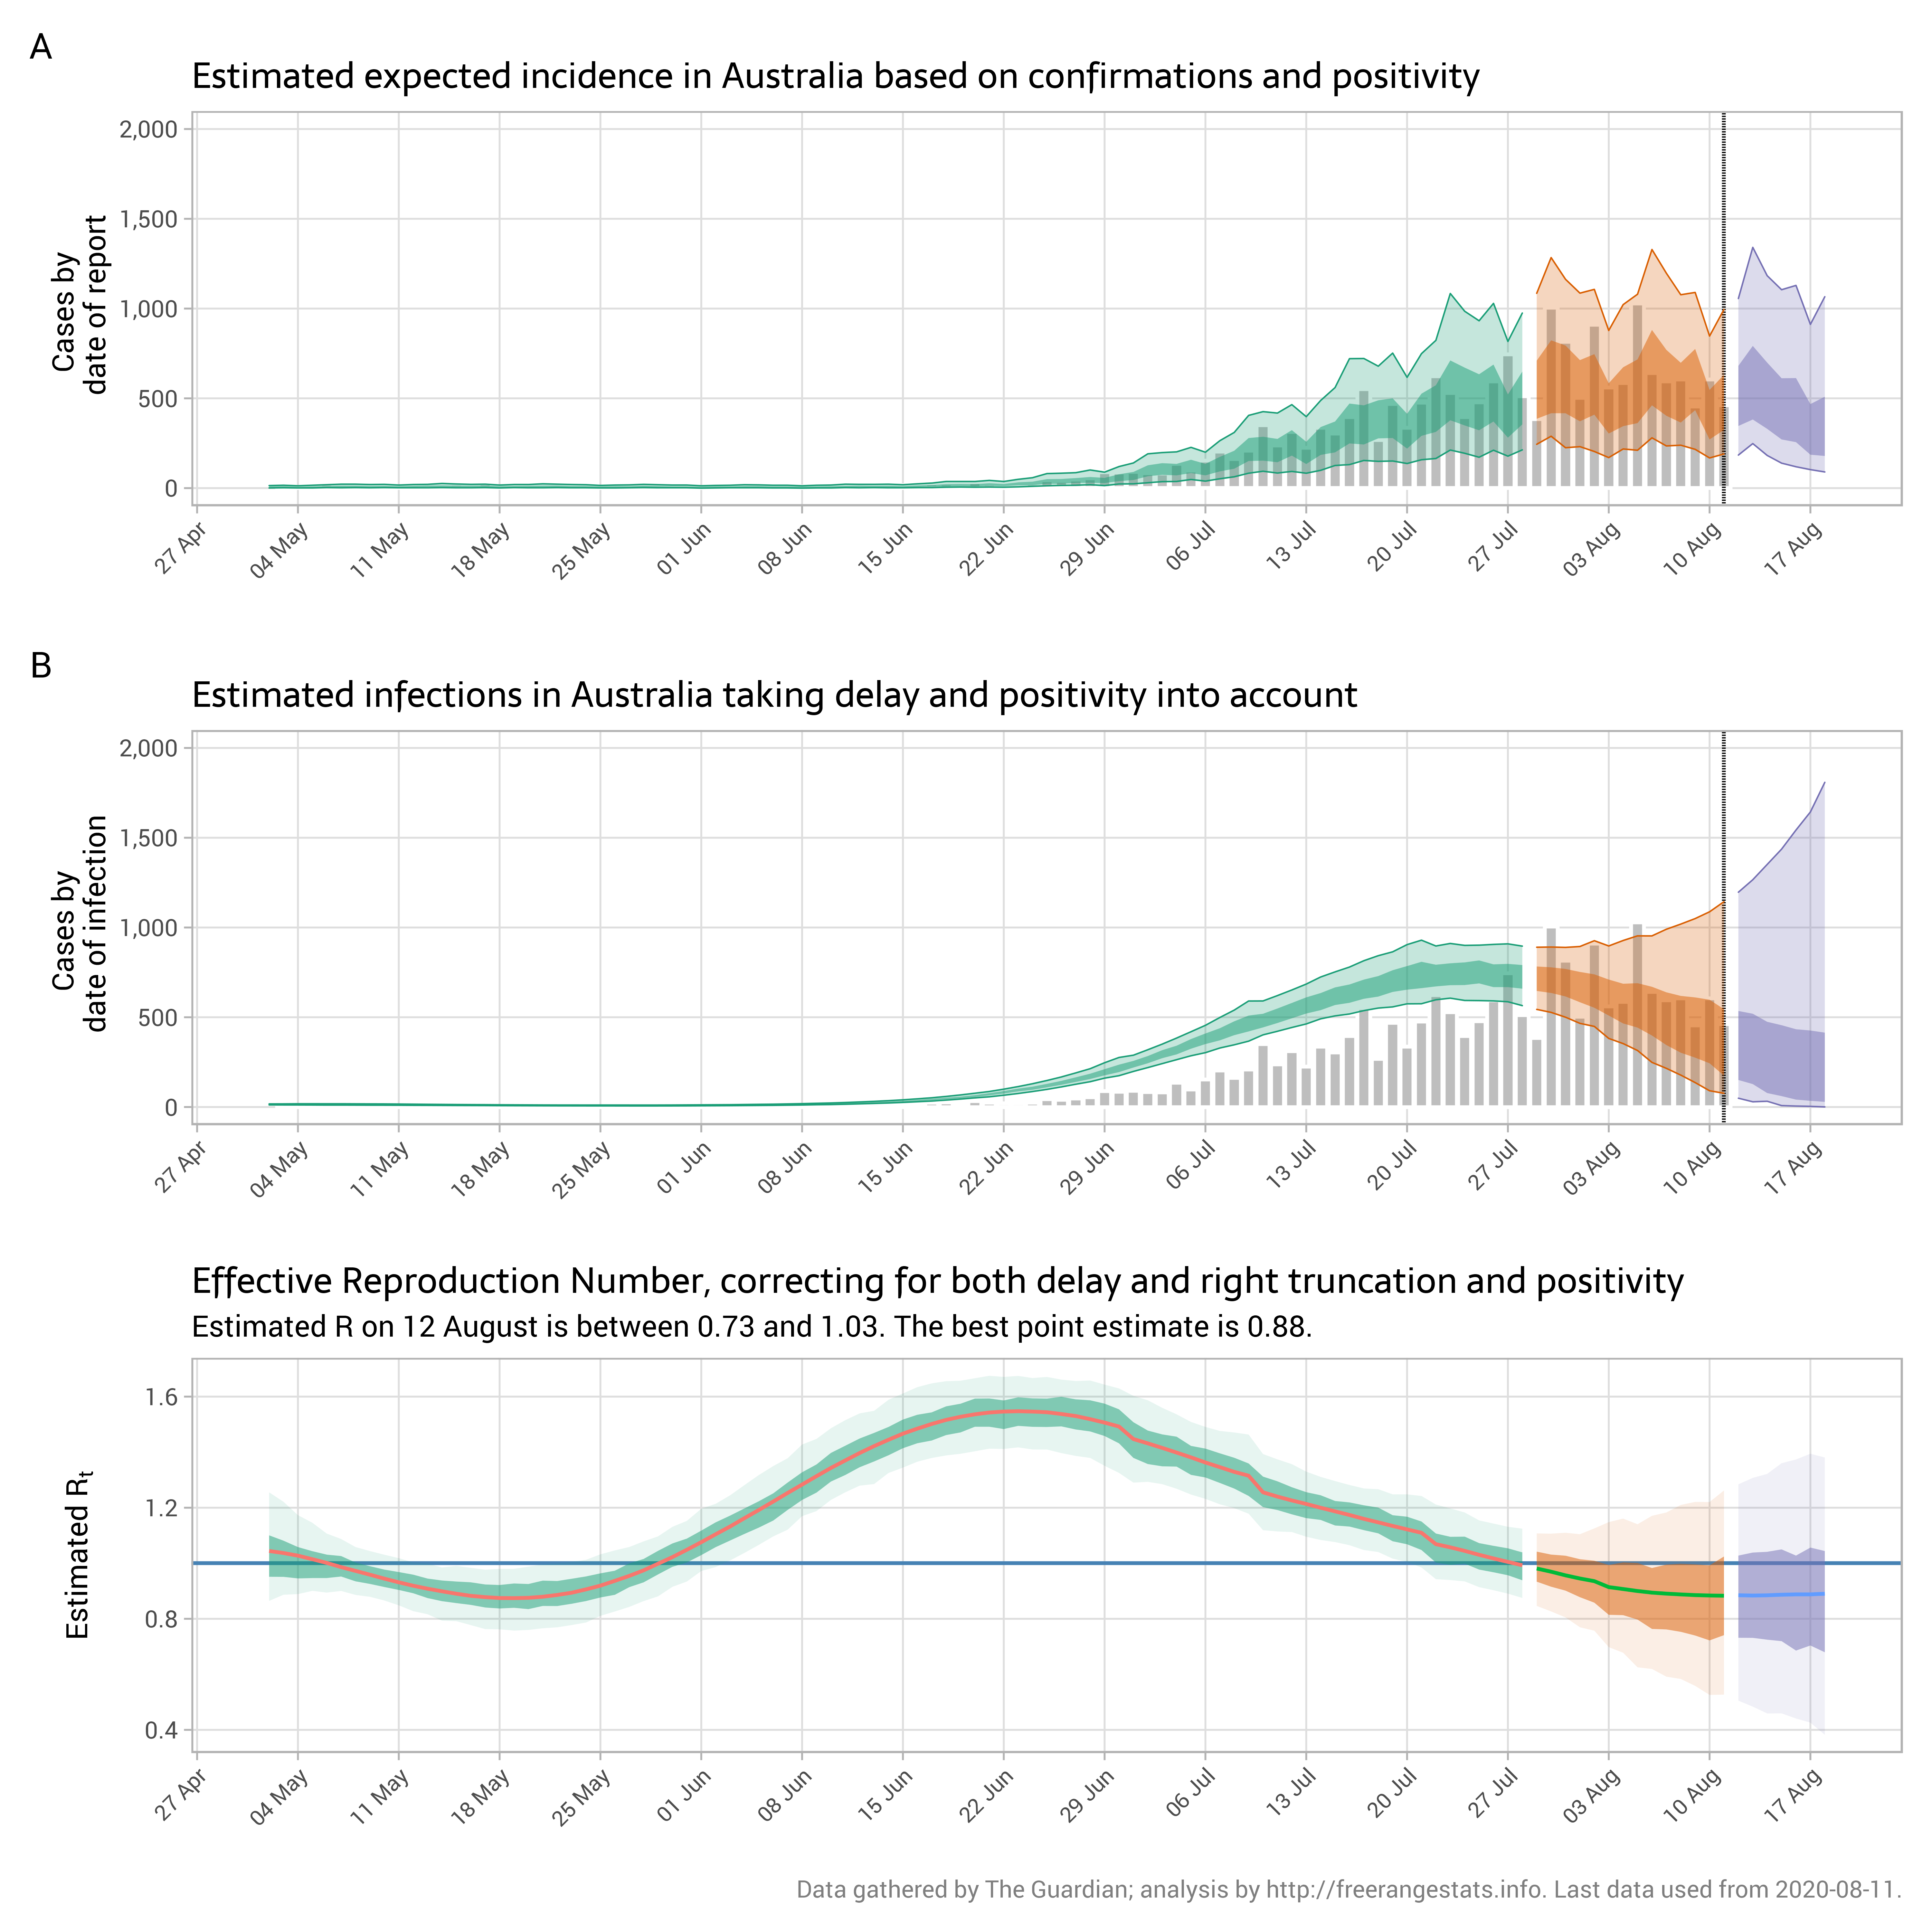 A
Estimated expected incidence in Australia based on confirmations and positivity
Cases by
date of report
2,000
1,500
1,000
500
0
27 Apr
04 May
11 May
18 May
25 May
01 Jun
08 Jun
15 Jun
22 Jun
29 Jun
06 Jul
13 Jul
20 Jul
27 Jul
03 Aug
10 Aug
17 Aug
B
Estimated infections in Australia taking delay and positivity into account
Cases by
date of infection
2,000
1,500
1,000
500
0
27 Apr
04 May
11 May
18 May
25 May
01 Jun
08 Jun
15 Jun
22 Jun
29 Jun
06 Jul
13 Jul
20 Jul
27 Jul
03 Aug
10 Aug
17 Aug
Effective Reproduction Number, correcting for both delay and right truncation and positivity
Estimated R on 12 August is between 0.73 and 1.03. The best point estimate is 0.88.
Estimated Rt
1.6
1.2
0.8
0.4
27 Apr
04 May
11 May
18 May
25 May
01 Jun
08 Jun
15 Jun
22 Jun
29 Jun
06 Jul
13 Jul
20 Jul
27 Jul
03 Aug
10 Aug
17 Aug
Data gathered by The Guardian; analysis by http://freerangestats.info. Last data used from 2020-08-11.